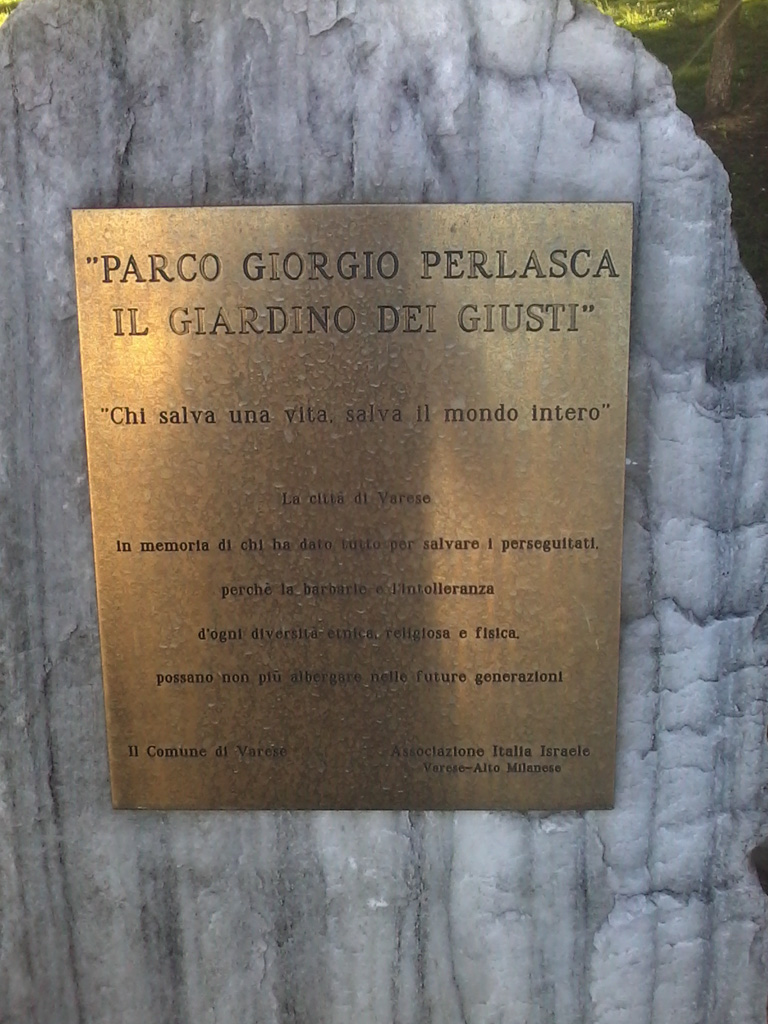 "PARCO GIORGIO PERLASCA
IL GIARDINO DEI GIUSTI"
"Chi salva una vita, salva il mondo intero"
La città di Varese
in memoria di chi ha dato tutto per salvare i perseguitati,
perchè la barbarie e l'intolleranza
d'ogni diversità etnica, religiosa e fisica,
possano non più albergare nelle future generazioni
Il Comune di Varese
Associazione Italia Israele
Varese-Alto Milanese